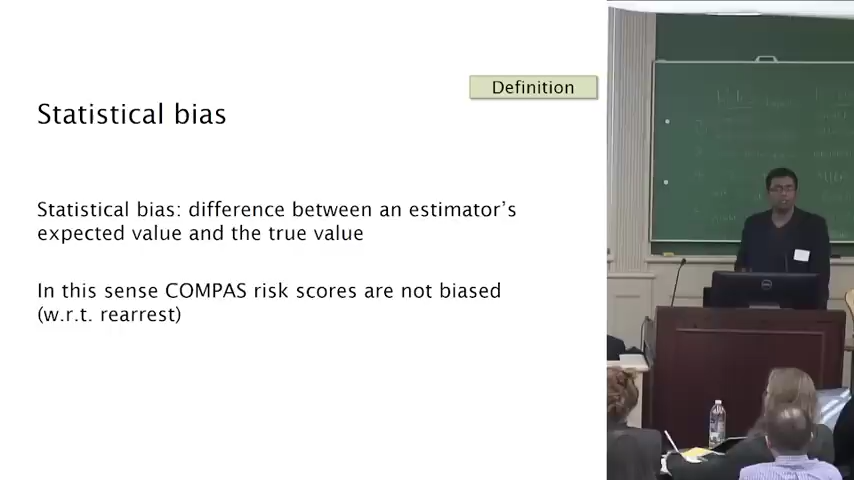 Definition
Statistical bias
Statistical bias: difference between an estimator's
expected value and the true value
In this sense COMPAS risk scores are not biased
(w.r.t. rearrest)